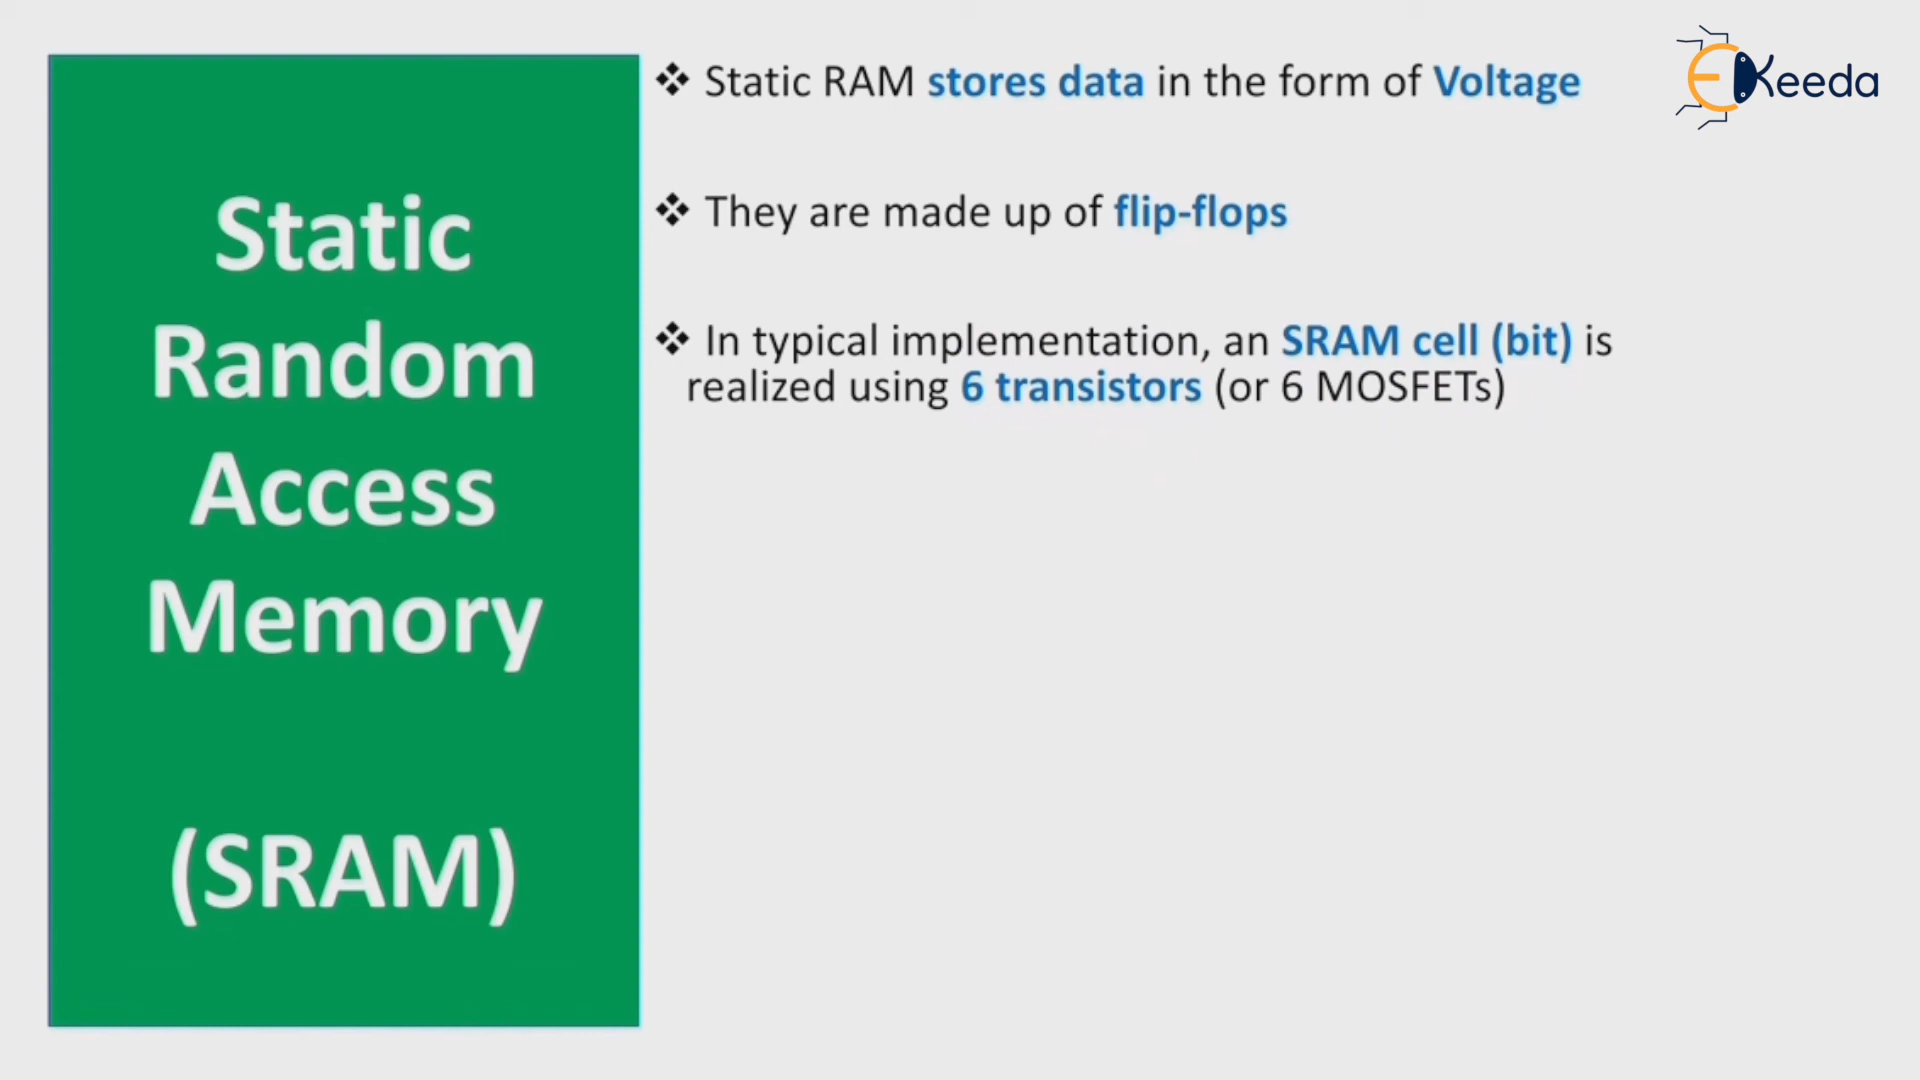 Static
Random
Access
Memory
(SRAM)
❖ Static RAM stores data in the form of Voltage
❖ They are made up of flip-flops
❖ In typical implementation, an SRAM cell (bit) is
realized using 6 transistors (or 6 MOSFETs)
EKeeda